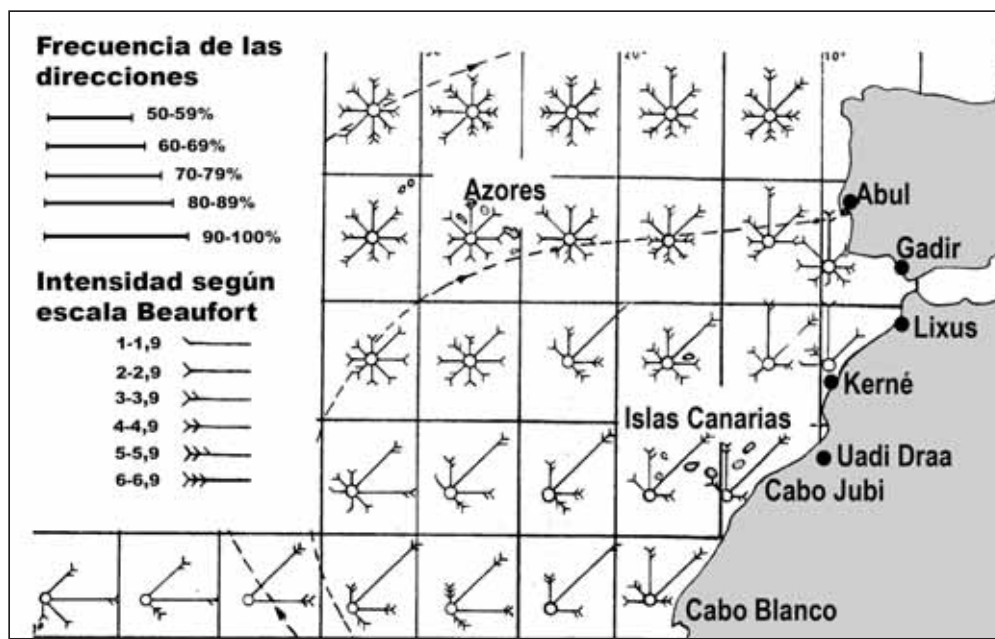 Frecuencia de las
direcciones
50-59%
60-69%
70-79%
80-89%
90-100%
Intensidad según
escala Beaufort
1-1,9
2-2,9
3-3,9
4-4,9
5-5,9
6-6,9
20°
10°
Azores
Abul
Gadir
Lixus
Kerné
Islas Canarias
Uadi Draa
Cabo Jubi
Cabo Blanco